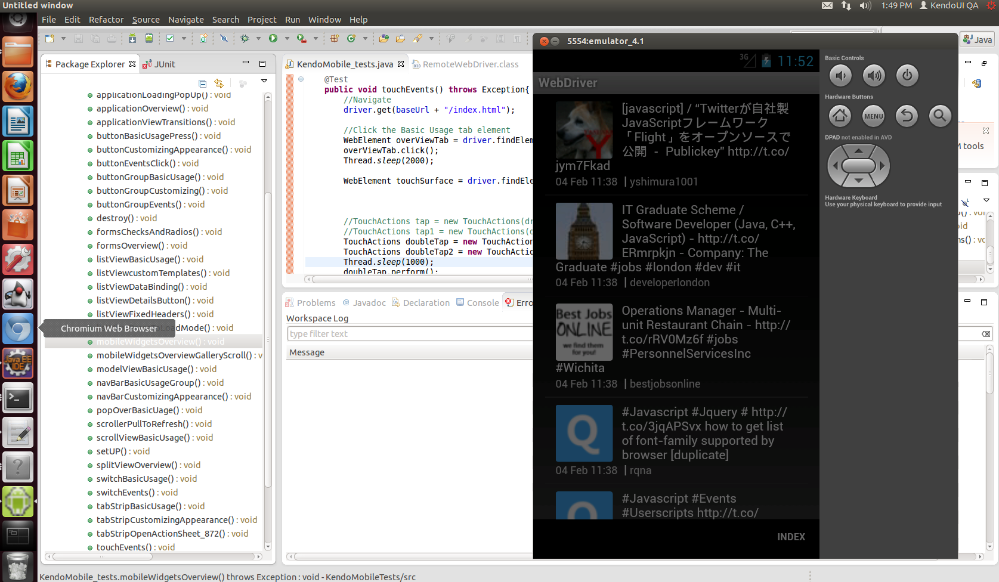 Untitled window
1:49 PM KendoUI QA
File Edit Refactor Source Navigate Search Project Run Window Help
Java
Package Explorer JUnit
applicationLoadingPopUp() : void
applicationOverview() : void
applicationViewTransitions() : void
buttonBasicUsagePress() : void
buttonCustomizingAppearance() : void
buttonEventsClick() : void
buttonGroupBasicUsage() : void
buttonGroupCustomizing() : void
buttonGroupEvents() : void
destroy() : void
formsChecksAndRadios() : void
formsOverview() : void
listViewBasicUsage() : void
listViewcustomTemplates() : void
listViewDataBinding() : void
listViewDetailsButton() : void
listViewFixedHeaders() : void
Chromium Web Browser
oLoadMode() : void
mobileWidgetsOverview() : void
mobileWidgetsOverviewGalleryScroll() : v
modelViewBasicUsage() : void
navBarBasicUsageGroup() : void
navBarCustomizingAppearance() : void
popOverBasicUage() : void
scrollerPullToRefresh() : void
scrollViewBasicUsage() : void
setUP() : void
splitViewOverview() : void
switchBasicUsage() : void
switchEvents() : void
tabStripBasicUsage() : void
tabStripCustomizingAppearance() : void
tabStripOpenActionSheet_872() : void
touchEvents() : void
Java EE
IDE
KendoMobile_tests.java RemoteWebDriver.class
@Test
public void touchEvents() throws Exception{
//Navigate
driver.get(baseUrl + "/index.html");
//Click the Basic Usage tab element
WebElement overViewTab = driver.findElem
overViewTab.click();
Thread.sleep(2000);
WebElement touchSurface = driver.findEle
//TouchActions tap = new TouchActions(dr
//TouchActions tap1 = new TouchActions(d
TouchActions doubleTap = new TouchAction
TouchActions doubleTap2 = new TouchActio
Thread.sleep(1000);
doubleTap.perform();
Problems @ Javadoc Declaration Console Erro
Workspace Log
type filter text
Message
5554:emulator_4.1
3G 11:52
WebDriver
[javascript] / “Twitterが自社製
JavaScriptフレームワーク
「Flight」をオープンソースで
公開 - Publickey” http://t.co/
jym7Fkad
04 Feb 11:38 | yshimura1001
IT Graduate Scheme /
Software Developer (Java, C++,
JavaScript) - http://t.co/
ERmrpkjn - Company: The
Graduate #jobs #london #dev #it
04 Feb 11:38 | developerlondon
Best Jobs
ONLINE
we find them
for you!
Operations Manager - Multi-
unit Restaurant Chain - http://
t.co/rRV0Mz6f #jobs
#PersonnelServicesInc
#Wichita
04 Feb 11:38 | bestjobsonline
Q
#Javascript #Jquery # http://
t.co/3jqAPSvx how to get list
of font-family supported by
browser [duplicate]
04 Feb 11:38 | rqna
#Javascript #Events
#Userscripts http://t.co/
INDEX
Basic Controls
Hardware Buttons
MENU
DPAD not enabled in AVD
Hardware Keyboard
Use your physical keyboard to provide input
M tools
KendoMobile_tests.mobileWidgetsOverview() throws Exception : void - KendoMobileTests/src